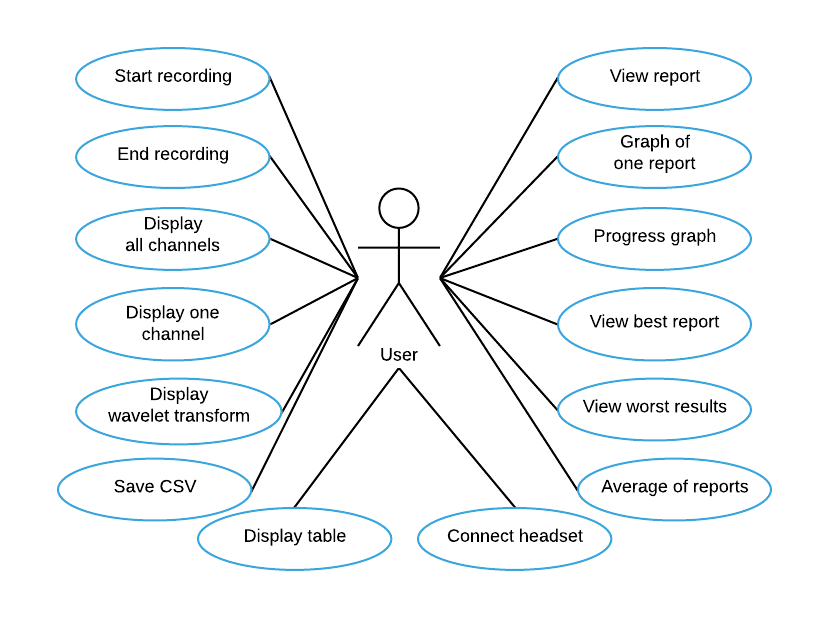 Start recording
End recording
Display
all channels
Display one
channel
Display
wavelet transform
Save CSV
Display table
User
Connect headset
View report
Graph of
one report
Progress graph
View best report
View worst results
Average of reports